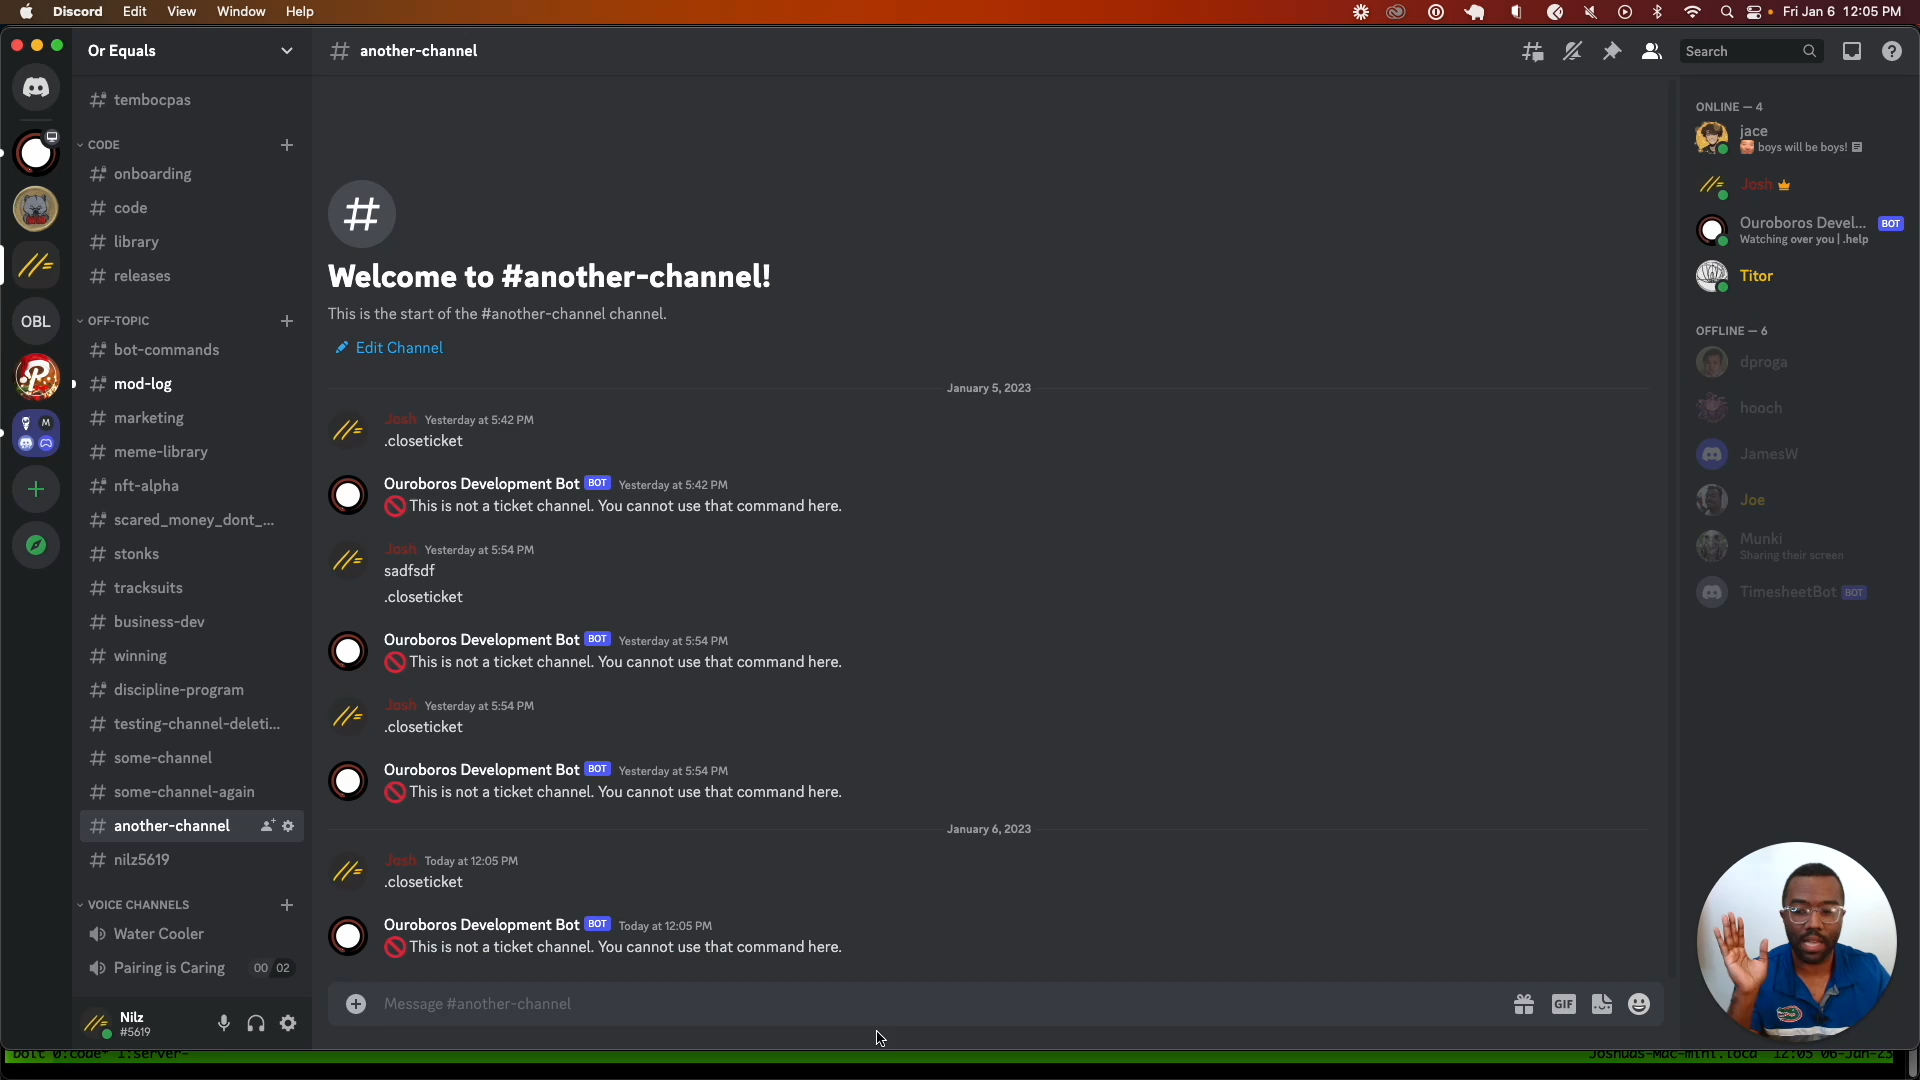 Discord Edit View Window Help
Fri Jan 6 12:05 PM
Or Equals
# another-channel
Search
tembocpas
CODE
onboarding
code
library
releases
OBL
OFF-TOPIC
bot-commands
mod-log
marketing
meme-library
nft-alpha
scared_money_dont_...
stonks
tracksuits
business-dev
winning
discipline-program
testing-channel-deleti...
some-channel
some-channel-again
another-channel
nilz5619
VOICE CHANNELS
Water Cooler
Pairing is Caring 00 02
Nilz
#5619
Welcome to #another-channel!
This is the start of the #another-channel channel.
Edit Channel
January 5, 2023
Josh Yesterday at 5:42 PM
.closeticket
Ouroboros Development Bot BOT Yesterday at 5:42 PM
This is not a ticket channel. You cannot use that command here.
Josh Yesterday at 5:54 PM
sadfsdf
.closeticket
Ouroboros Development Bot BOT Yesterday at 5:54 PM
This is not a ticket channel. You cannot use that command here.
Josh Yesterday at 5:54 PM
.closeticket
Ouroboros Development Bot BOT Yesterday at 5:54 PM
This is not a ticket channel. You cannot use that command here.
January 6, 2023
Josh Today at 12:05 PM
.closeticket
Ouroboros Development Bot BOT Today at 12:05 PM
This is not a ticket channel. You cannot use that command here.
Message #another-channel
GIF
ONLINE — 4
jace
boys will be boys!
Josh
Ouroboros Devel... BOT
Watching over you | .help
Titor
OFFLINE — 6
dproga
hooch
JamesW
Joe
Munki
Sharing their screen
TimesheetBot BOT
bolt 0:code* 1:server-
Joshuas-Mac-mini.loca 12:05 06-Jan-23